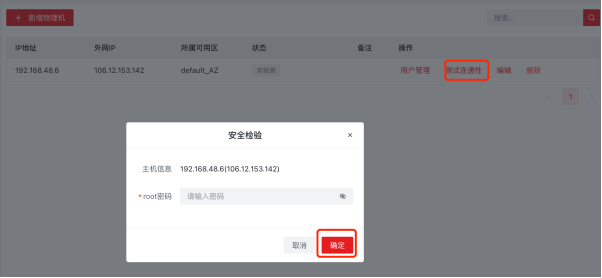 + 新增物理机
搜索...
IP地址 外网IP 所属可用区 状态 备注 操作
192.168.48.6 106.12.153.142 default_AZ 未检测 用户管理 测试连通性 编辑 删除
< 1 >
安全检验 ×
主机信息 192.168.48.6(106.12.153.142)
* root密码 请输入密码
取消 确定